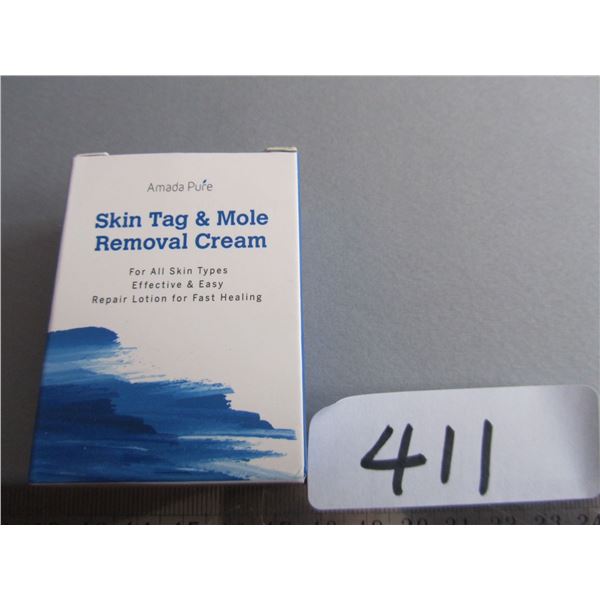 Amada Pure
Skin Tag & Mole
Removal Cream
For All Skin Types
Effective & Easy
Repair Lotion for Fast Healing
411